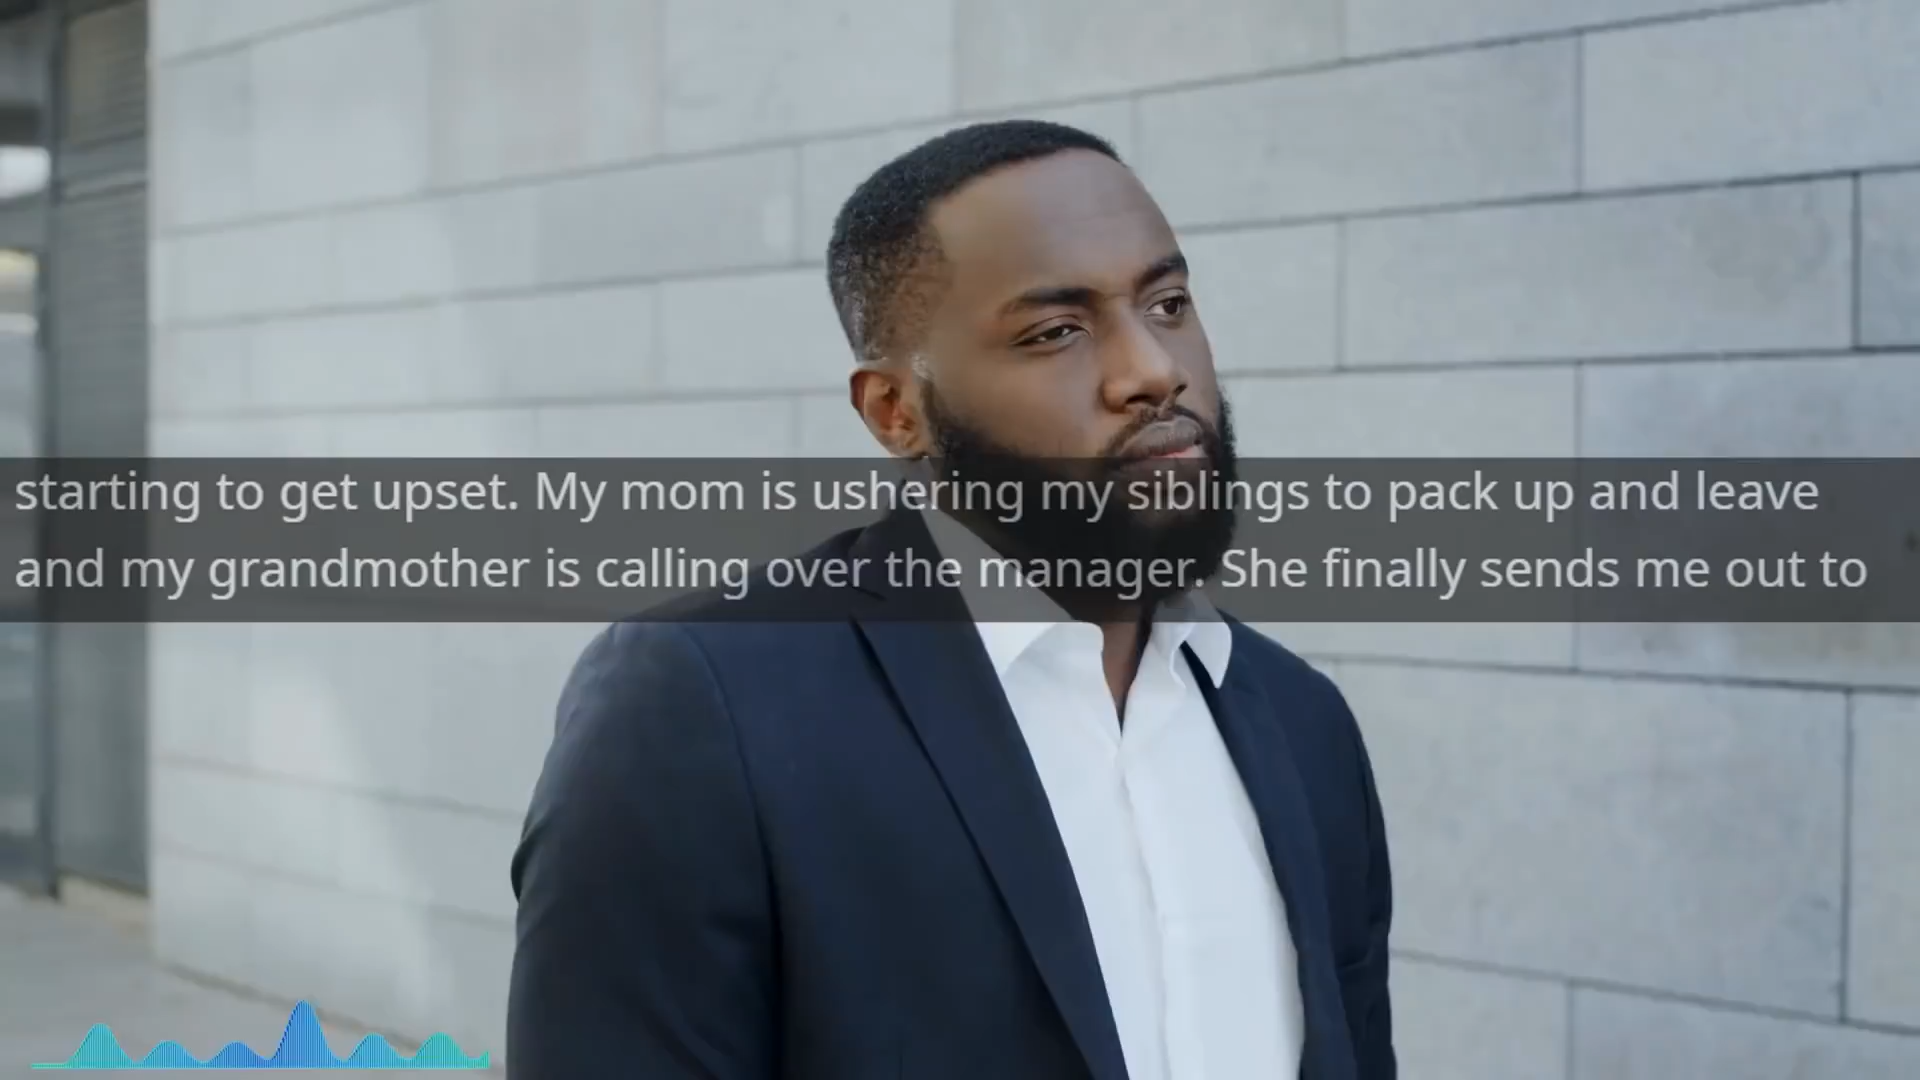 starting to get upset. My mom is ushering my siblings to pack up and leave
and my grandmother is calling over the manager. She finally sends me out to